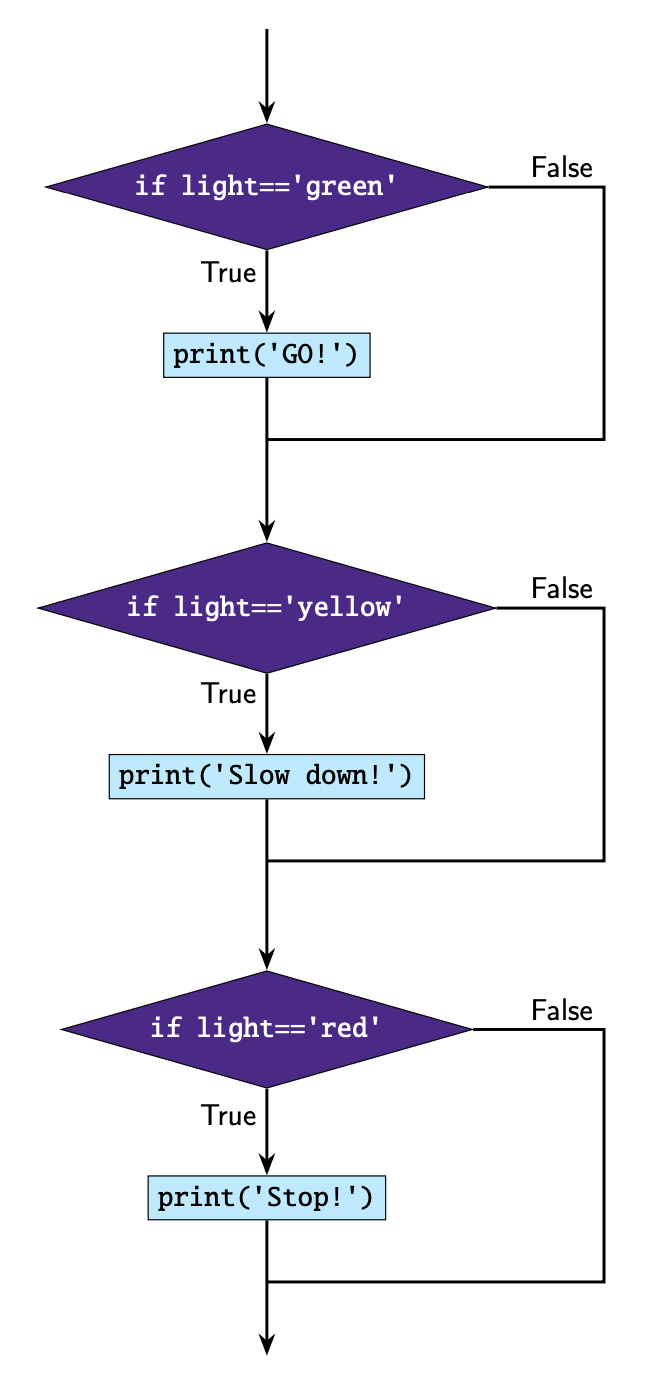 if light=='green'
False
True
print('GO!')
if light=='yellow'
False
True
print('Slow down!')
if light=='red'
False
True
print('Stop!')